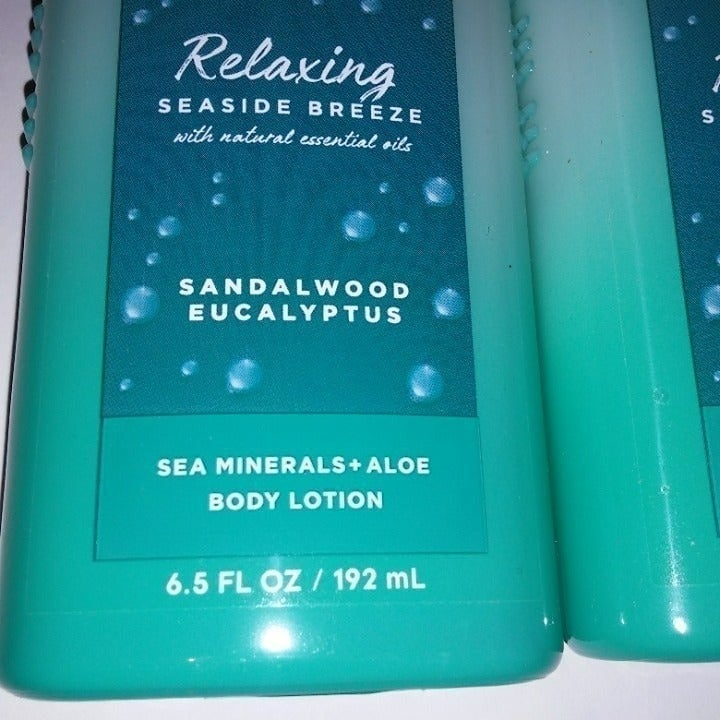 Relaxing
SEASIDE BREEZE
with natural essential oils
SANDALWOOD
EUCALYPTUS
SEA MINERALS+ALOE
BODY LOTION
6.5 FL OZ / 192 mL